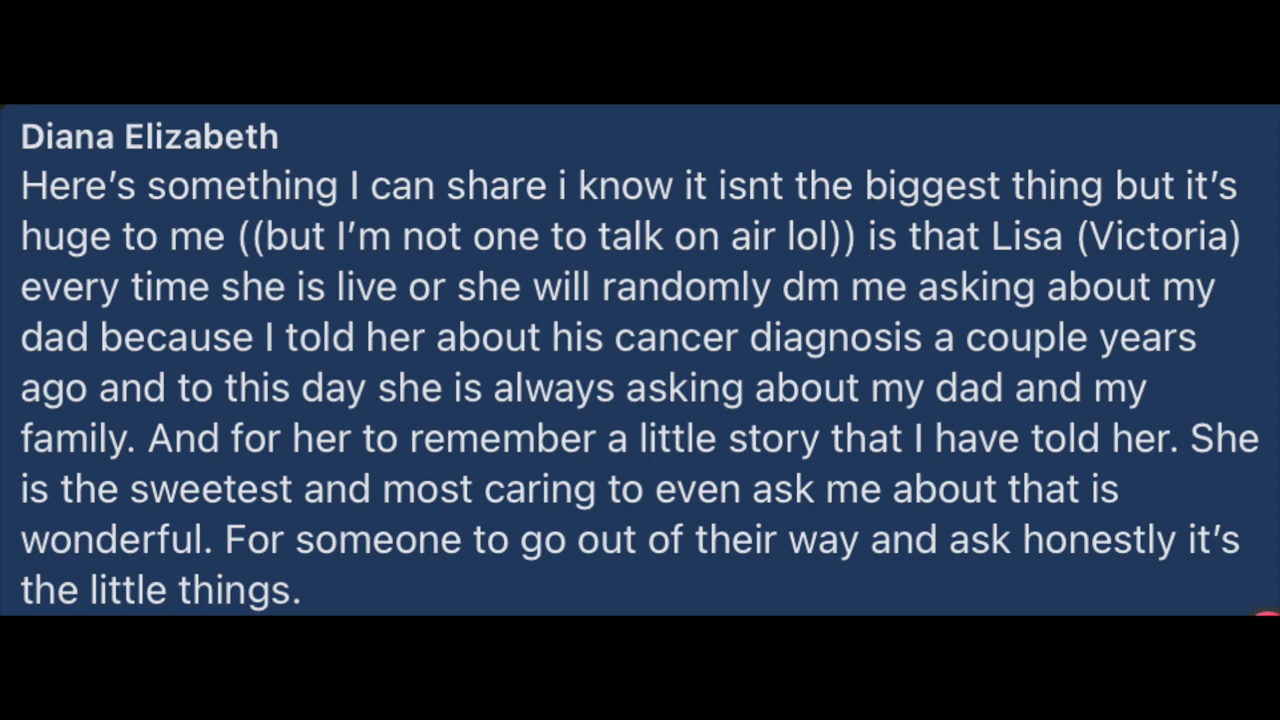 Diana Elizabeth
Here’s something I can share i know it isnt the biggest thing but it’s
huge to me ((but I’m not one to talk on air lol)) is that Lisa (Victoria)
every time she is live or she will randomly dm me asking about my
dad because I told her about his cancer diagnosis a couple years
ago and to this day she is always asking about my dad and my
family. And for her to remember a little story that I have told her. She
is the sweetest and most caring to even ask me about that is
wonderful. For someone to go out of their way and ask honestly it’s
the little things.